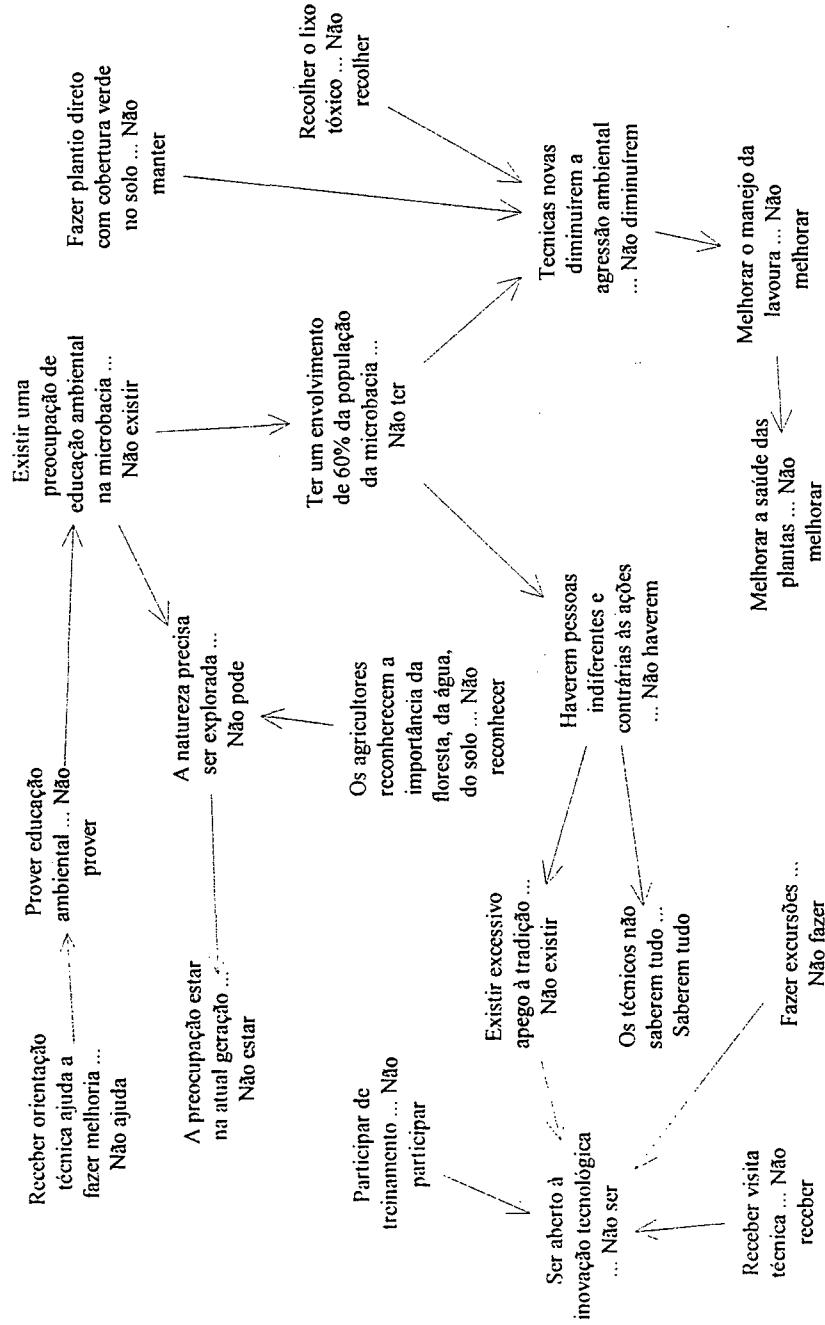 Receber orientação
técnica ajuda a
fazer melhoria ...
Não ajuda
Prover educação
ambiental ... Não
prover
Existir uma
preocupação de
educação ambiental
na microbacia ...
Não existir
Fazer plantio direto
com cobertura verde
no solo ... Não
manter
A preocupação estar
na atual geração ...
Não estar
A natureza precisa
ser explorada ...
Não pode
Recolher o lixo
tóxico ... Não
recolher
Ter um envolvimento
de 60% da população
da microbacia ...
Não ter
Os agricultores
reconherecem a
importância da
floresta, da água,
do solo ... Não
reconhecer
Participar de
treinamento ... Não
participar
Existir excessivo
apego à tradição ...
Não existir
Haverem pessoas
indiferentes e
contrárias às ações
... Não haverem
Tecnicas novas
diminuírem a
agressão ambiental
... Não diminuírem
Ser aberto à
inovação tecnológica
... Não ser
Os técnicos não
saberem tudo ...
Saberem tudo
Receber visita
técnica ... Não
receber
Fazer excursões ...
Não fazer
Melhorar a saúde das
plantas ... Não
melhorar
Melhorar o manejo da
lavoura ... Não
melhorar